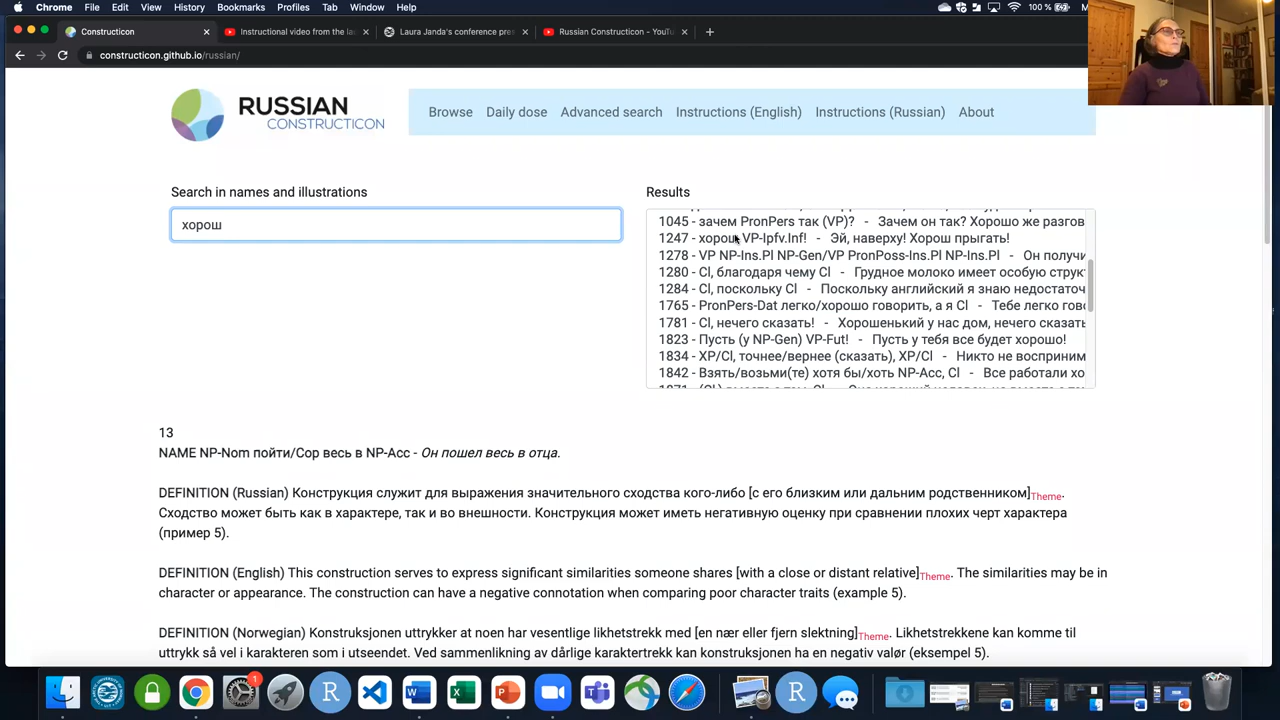 Chrome File Edit View History Bookmarks Profiles Tab Window Help 100 %
Constructicon Instructional video from the la Laura Janda's conference pre Russian Constructicon - YouTu
constructicon.github.io/russian/
RUSSIAN
CONSTRUCTICON
Browse Daily dose Advanced search Instructions (English) Instructions (Russian) About
Search in names and illustrations
хорош
Results
1045 - зачем PronPers так (VP)? - Зачем он так? Хорошо же разгов
1247 - хорош VP-Ipfv.Inf! - Эй, наверху! Хорош прыгать!
1278 - VP NP-Ins.Pl NP-Gen/VP PronPoss-Ins.Pl NP-Ins.Pl - Он получи
1280 - Cl, благодаря чему Cl - Грудное молоко имеет особую структ
1284 - Cl, поскольку Cl - Поскольку английский я знаю недостаточ
1765 - PronPers-Dat легко/хорошо говорить, а я Cl - Тебе легко гово
1781 - Cl, нечего сказать! - Хорошенький у нас дом, нечего сказать
1823 - Пусть (у NP-Gen) VP-Fut! - Пусть у тебя все будет хорошо!
1834 - XP/Cl, точнее/вернее (сказать), XP/Cl - Никто не восприним
1842 - Взять/возьми(те) хотя бы/хоть NP-Acc, Cl - Все работали хо
13
NAME NP-Nom пойти/Cop весь в NP-Acc - Он пошел весь в отца.
DEFINITION (Russian) Конструкция служит для выражения значительного сходства кого-либо [с его близким или дальним родственником]Theme.
Сходство может быть как в характере, так и во внешности. Конструкция может иметь негативную оценку при сравнении плохих черт характера
(пример 5).
DEFINITION (English) This construction serves to express significant similarities someone shares [with a close or distant relative]Theme. The similarities may be in
character or appearance. The construction can have a negative connotation when comparing poor character traits (example 5).
DEFINITION (Norwegian) Konstruksjonen uttrykker at noen har vesentlige likhetstrekk med [en nær eller fjern slektning]Theme. Likhetstrekkene kan komme til
uttrykk så vel i karakteren som i utseendet. Ved sammenlikning av dårlige karaktertrekk kan konstruksjonen ha en negativ valør (eksempel 5).